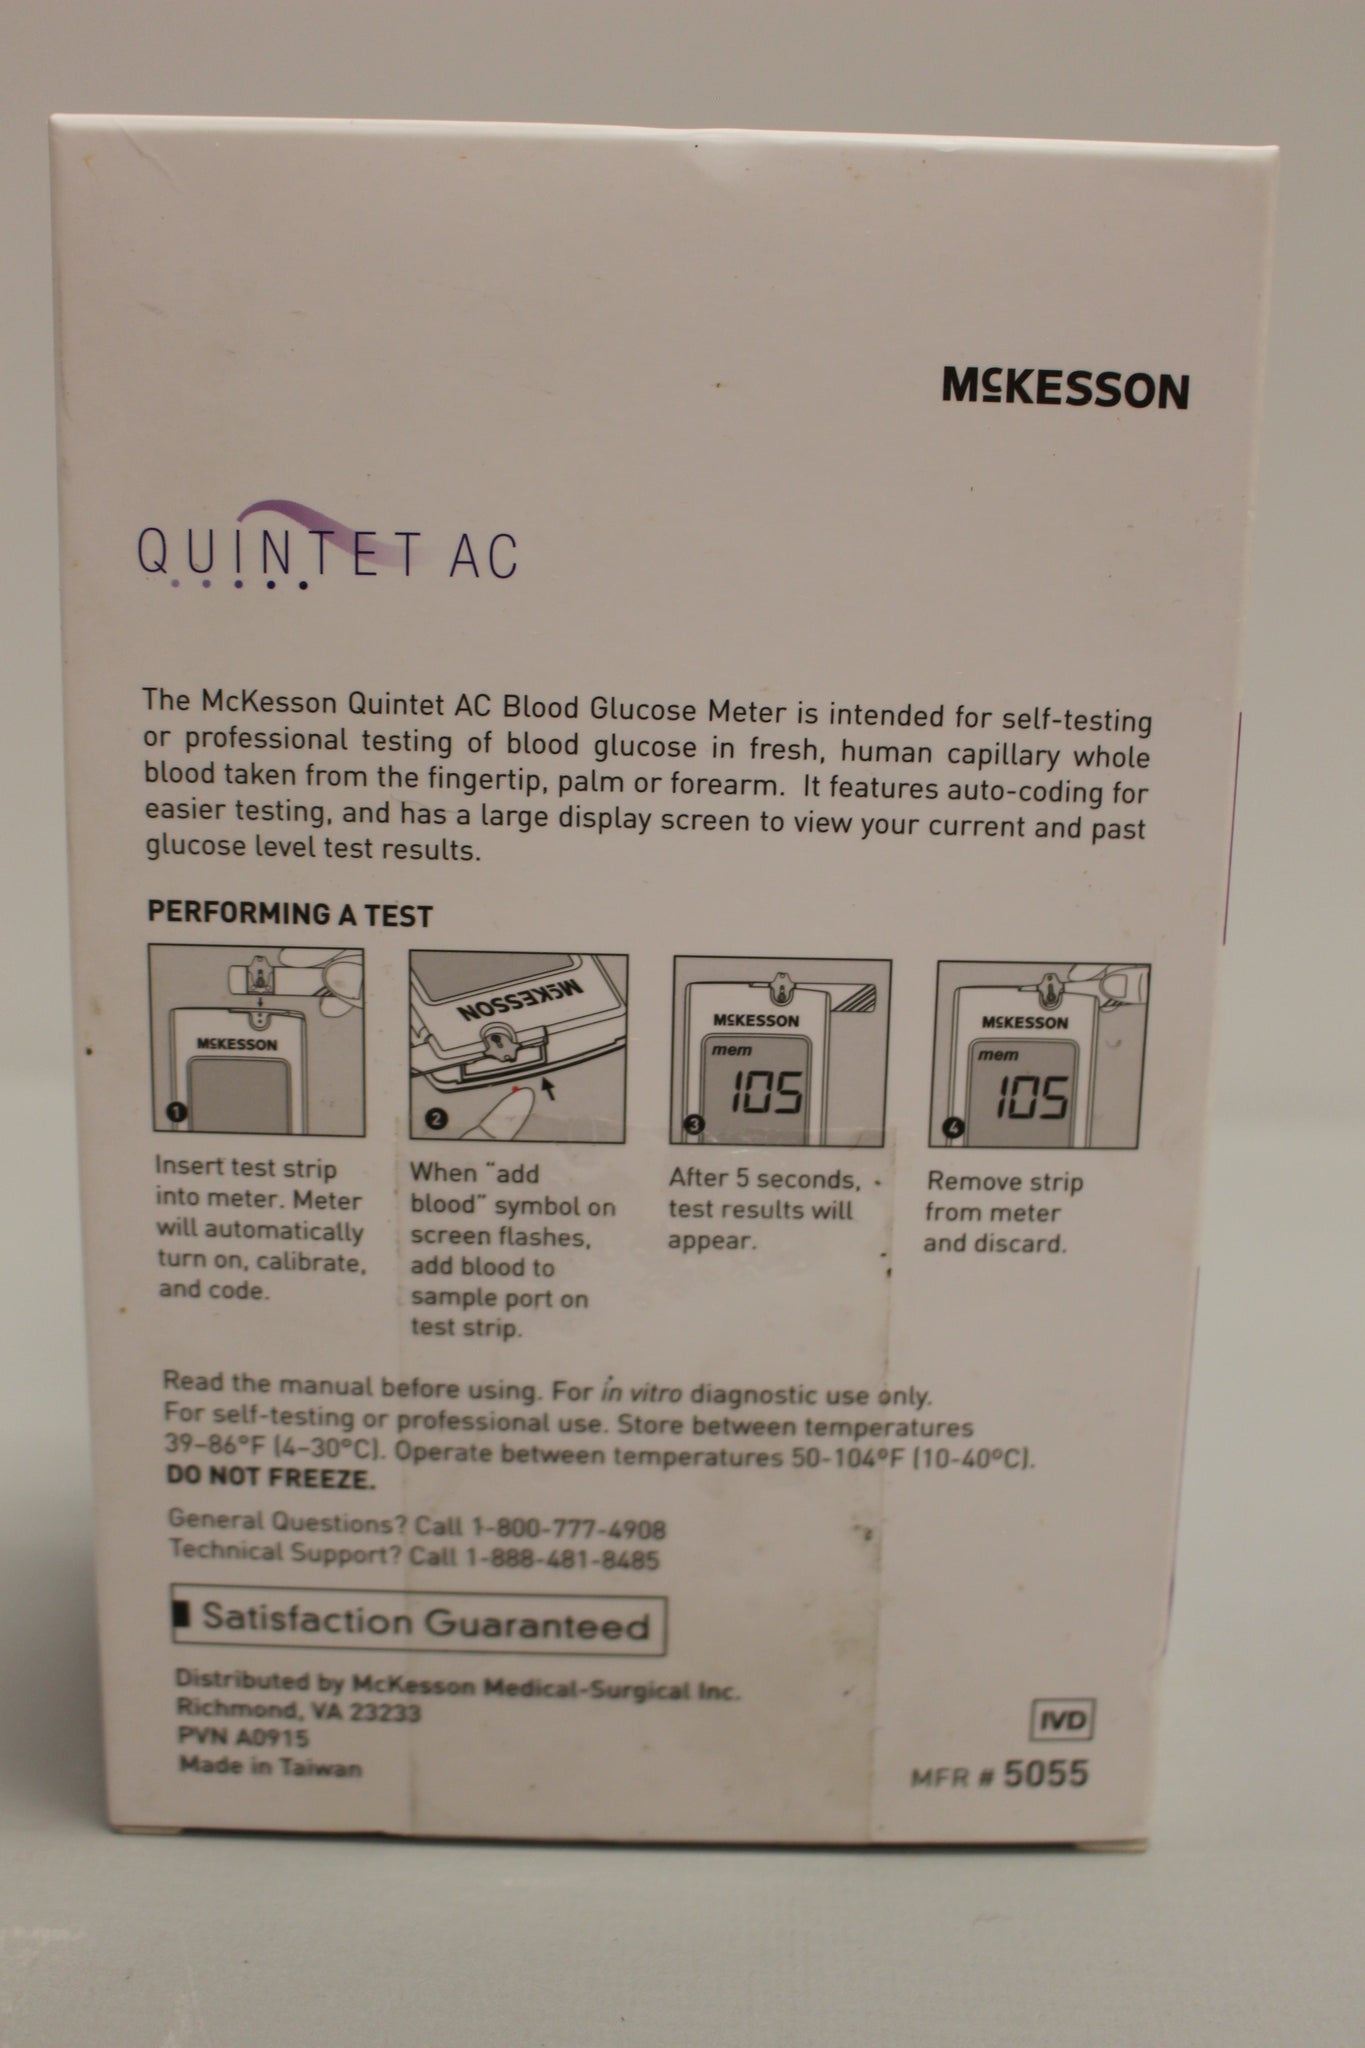 McKESSON
QUINTET AC
The McKesson Quintet AC Blood Glucose Meter is intended for self-testing
or professional testing of blood glucose in fresh, human capillary whole
blood taken from the fingertip, palm or forearm. It features auto-coding for
easier testing, and has a large display screen to view your current and past
glucose level test results.
PERFORMING A TEST
McKESSON
1
McKESSON
2
McKESSON
mem
105
3
McKESSON
mem
105
4
Insert test strip
into meter. Meter
will automatically
turn on, calibrate,
and code.
When "add
blood" symbol on
screen flashes,
add blood to
sample port on
test strip.
After 5 seconds,
test results will
appear.
Remove strip
from meter
and discard.
Read the manual before using. For in vitro diagnostic use only.
For self-testing or professional use. Store between temperatures
39-86°F (4-30°C). Operate between temperatures 50-104°F (10-40°C).
DO NOT FREEZE.
General Questions? Call 1-800-777-4908
Technical Support? Call 1-888-481-8485
Satisfaction Guaranteed
Distributed by McKesson Medical-Surgical Inc.
Richmond, VA 23233
PVN A0915
Made in Taiwan
IVD
MFR # 5055